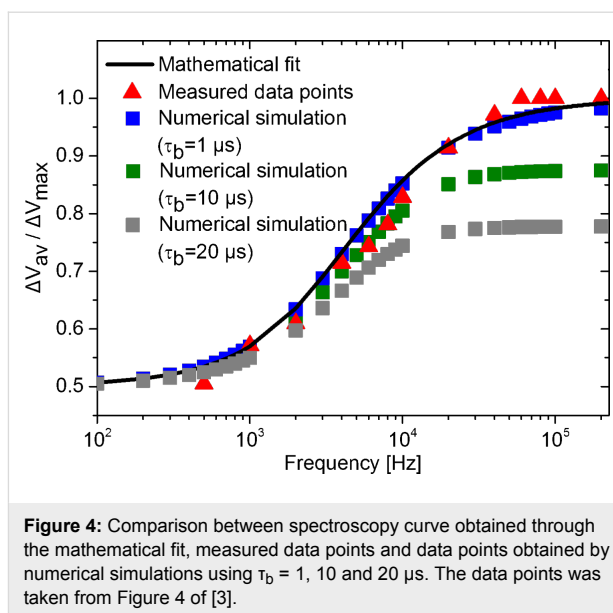 Mathematical fit
Measured data points
Numerical simulation
(τb=1 μs)
Numerical simulation
(τb=10 μs)
Numerical simulation
(τb=20 μs)
ΔVav / ΔVmax
1.0
0.9
0.8
0.7
0.6
0.5
10² 10³ 10⁴ 10⁵
Frequency [Hz]
Figure 4: Comparison between spectroscopy curve obtained through
the mathematical fit, measured data points and data points obtained by
numerical simulations using τb = 1, 10 and 20 μs. The data points was
taken from Figure 4 of [3].